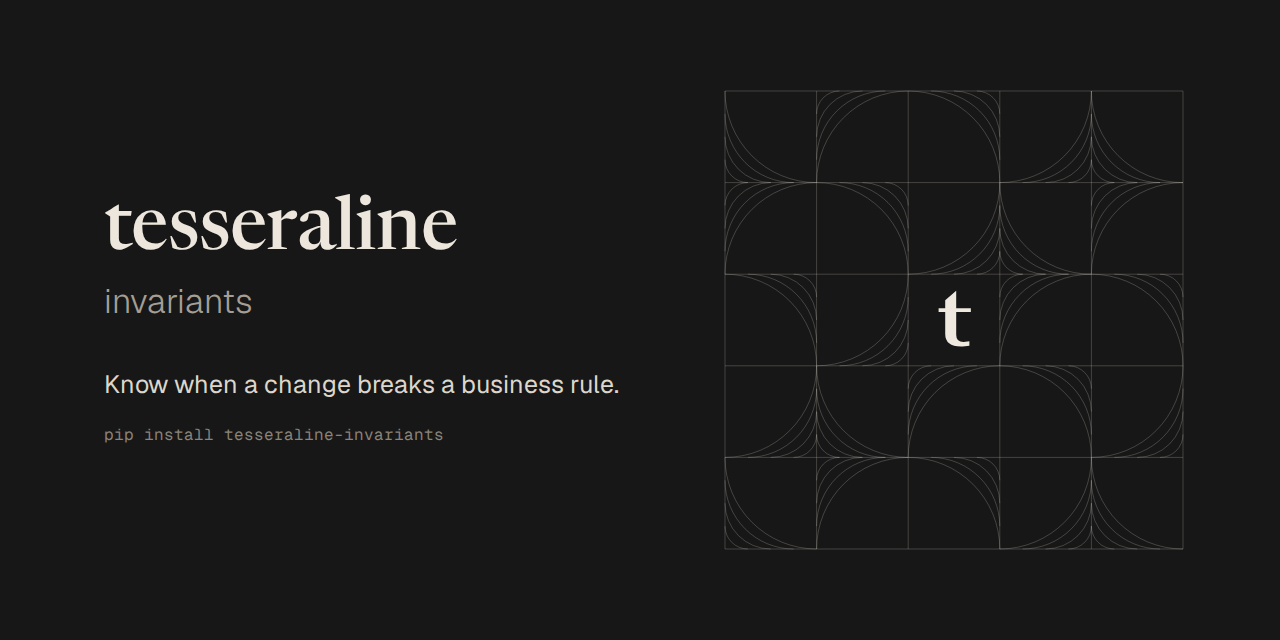 tesseraline
invariants
Know when a change breaks a business rule.
pip install tesseraline-invariants
t